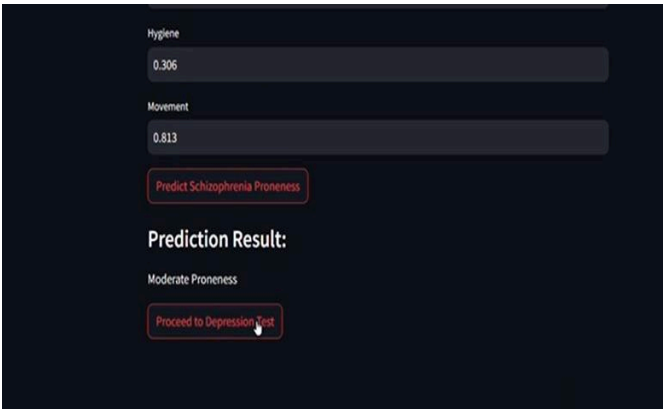 Hygiene
0.306
Movement
0.813
Predict Schizophrenia Proneness
Prediction Result:
Moderate Proneness
Proceed to Depression Test